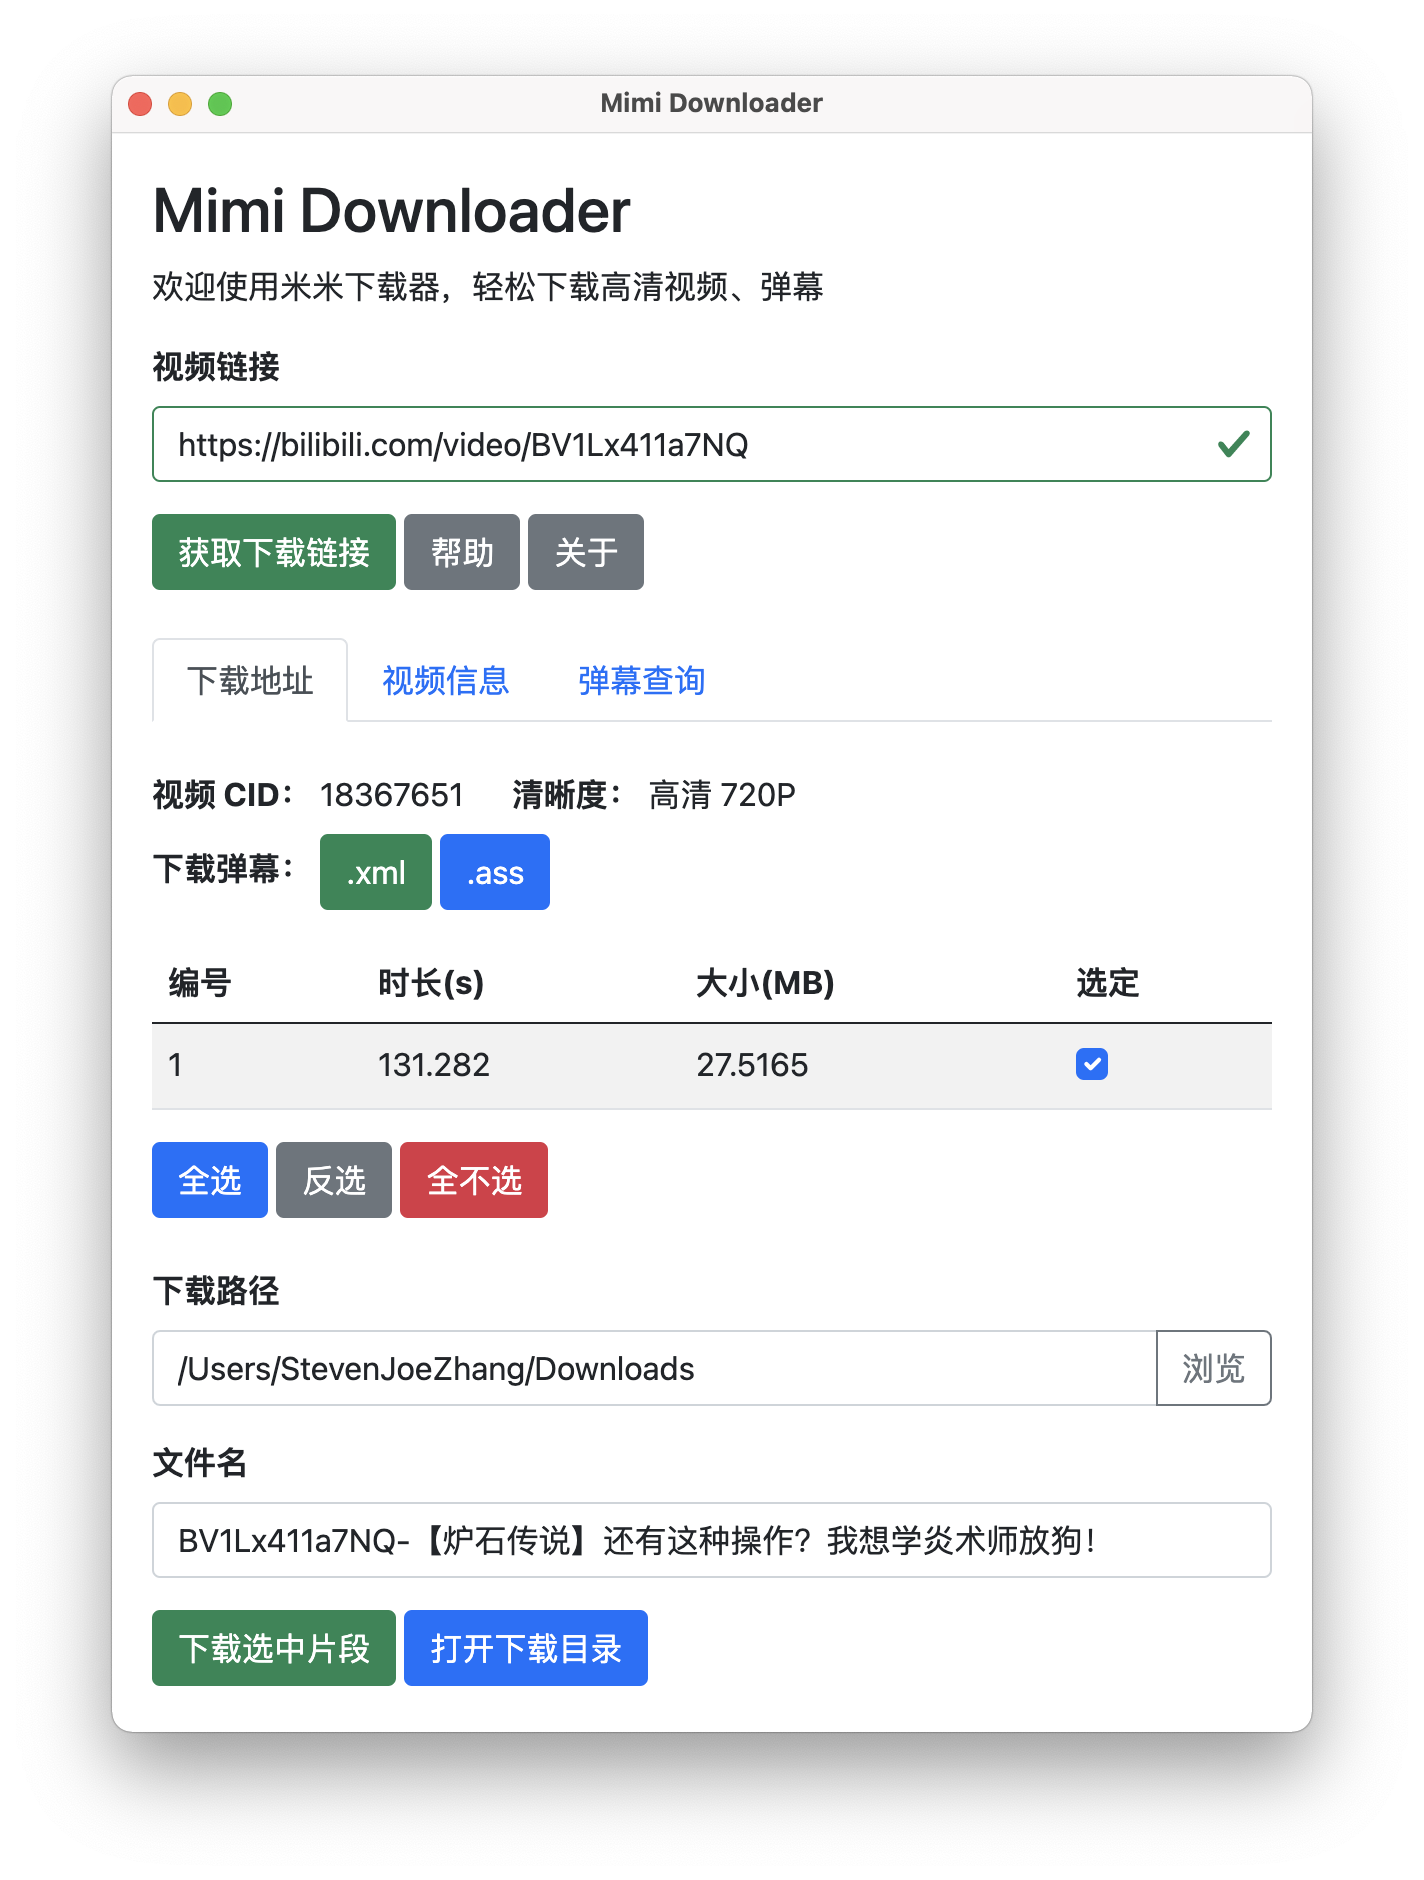 Mimi Downloader
Mimi Downloader
欢迎使用米米下载器，轻松下载高清视频、弹幕
视频链接
https://bilibili.com/video/BV1Lx411a7NQ
获取下载链接 帮助 关于
下载地址 视频信息 弹幕查询
视频 CID： 18367651 清晰度： 高清 720P
下载弹幕： .xml .ass
编号 时长(s) 大小(MB) 选定
1 131.282 27.5165
全选 反选 全不选
下载路径
/Users/StevenJoeZhang/Downloads 浏览
文件名
BV1Lx411a7NQ-【炉石传说】还有这种操作？我想学炎术师放狗！
下载选中片段 打开下载目录